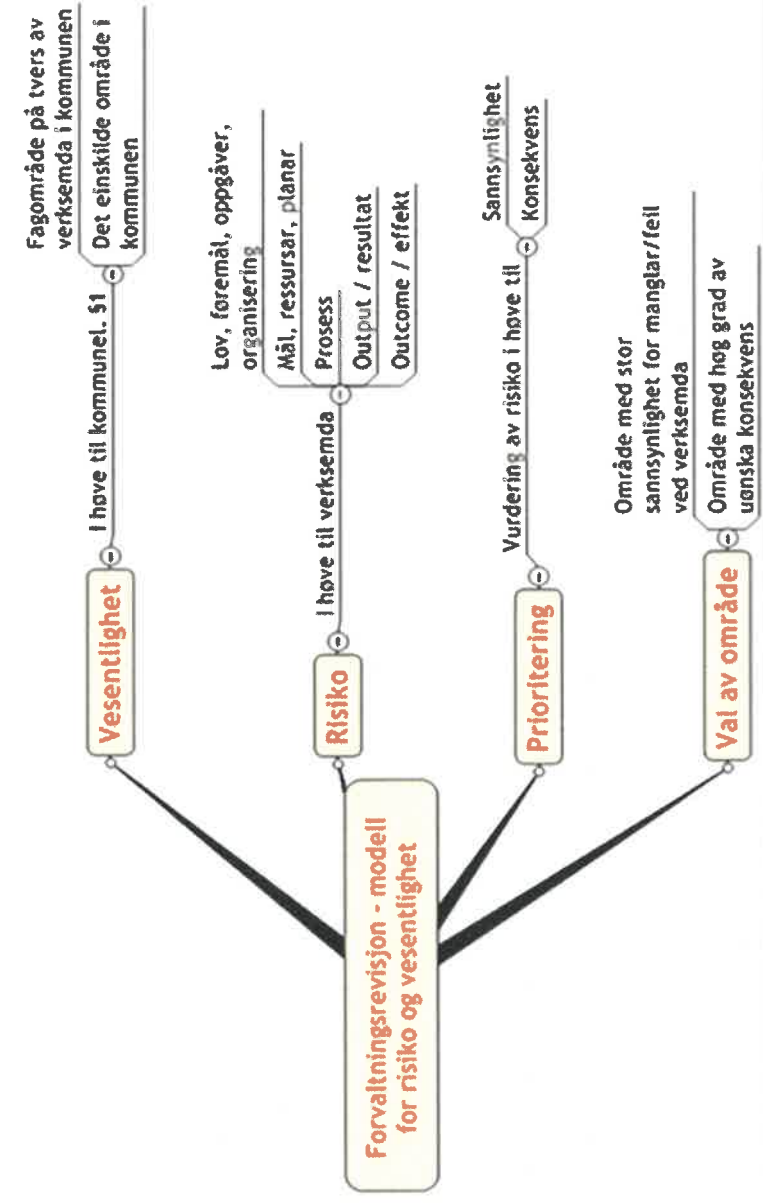 Forvaltningsrevisjon - modell
for risiko og vesentlighet
Vesentlighet
I høve til kommunel. §1
Fagområde på tvers av
verksemda i kommunen
Det einskilde område i
kommunen
Risiko
I høve til verksemda
Lov, føremål, oppgåver,
organisering
Mål, ressursar, planar
Prosess
Output / resultat
Outcome / effekt
Prioritering
Vurdering av risiko i høve til
Sannsynlighet
Konsekvens
Val av område
Område med stor
sannsynlighet for manglar/feil
ved verksemda
Område med høg grad av
uønska konsekvens